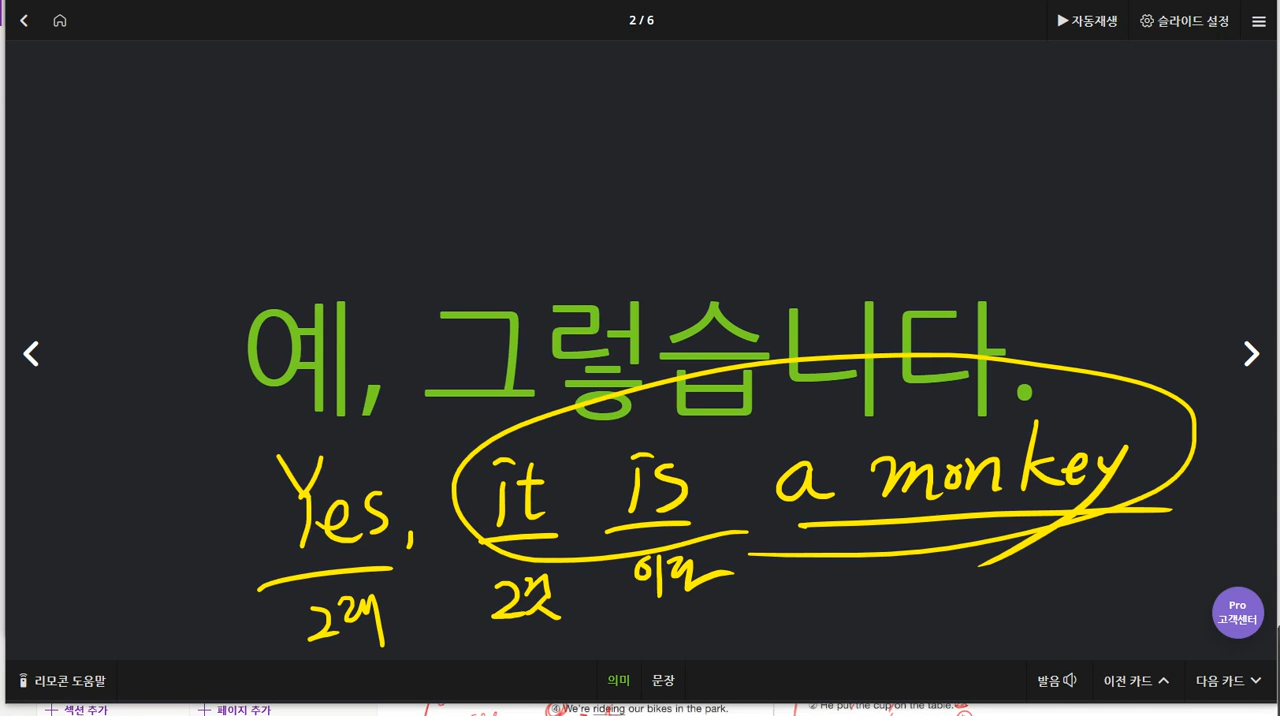 2 / 6
자동재생
슬라이드 설정
예, 그렇습니다.
Yes, it is a monkey
그래
그것
이다
Pro
고객센터
리모콘 도움말
의미
문장
발음
이전 카드
다음 카드
섹션 추가
페이지 추가
④ We're rideing our bikes in the park.
② He put the cup on the table.